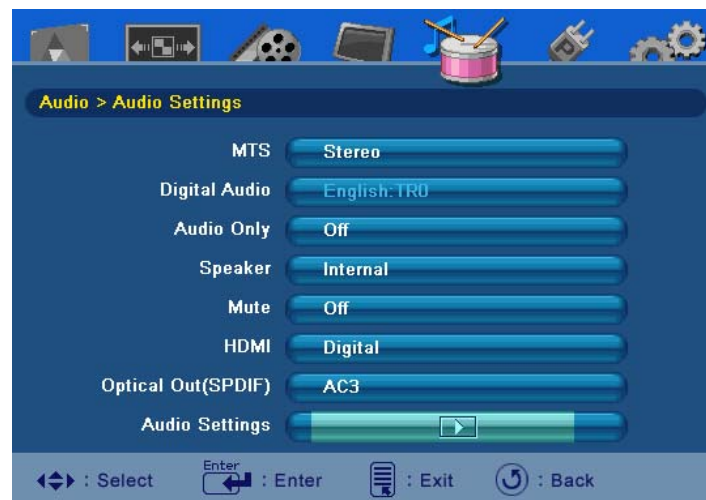 Audio > Audio Settings
MTS Stereo
Digital Audio English:TR0
Audio Only Off
Speaker Internal
Mute Off
HDMI Digital
Optical Out(SPDIF) AC3
Audio Settings
: Select Enter : Enter : Exit : Back